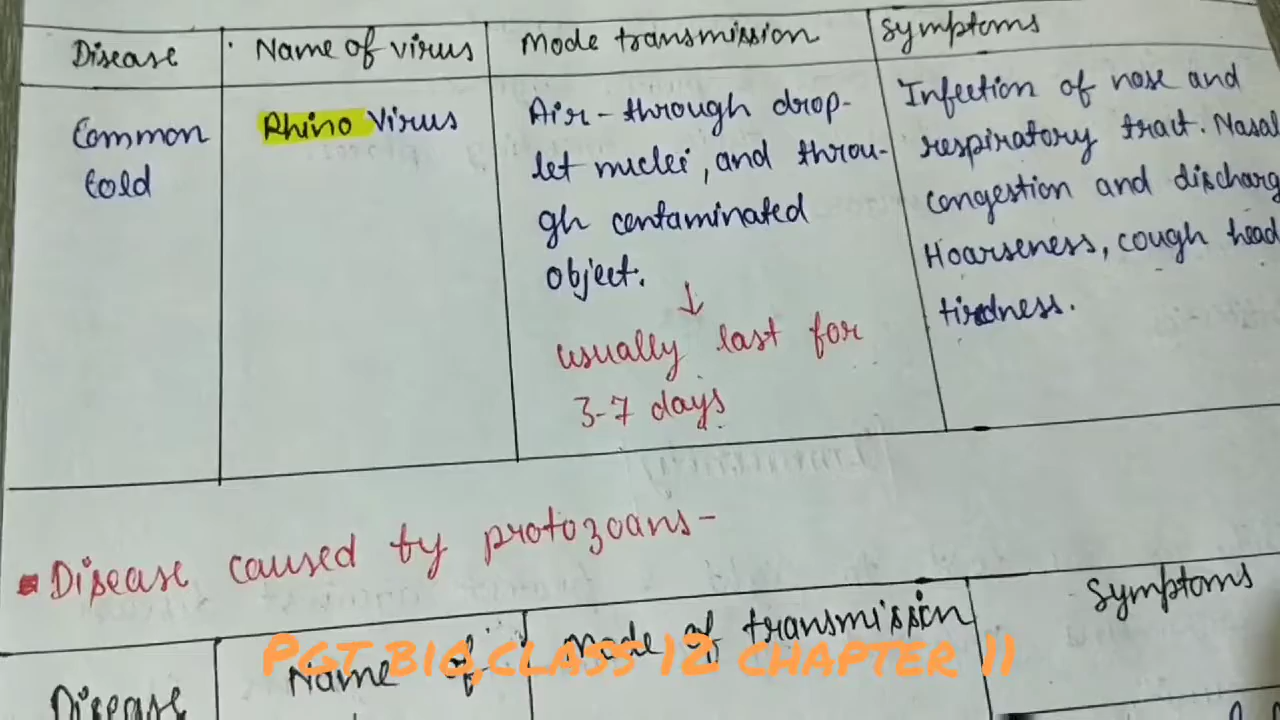 Disease Name of virus Mode transmission Symptoms
Common
Cold
Rhino Virus
Air - through drop-
let nuclei, and throu-
gh contaminated
object.
↓
usually last for
3-7 days
Infection of nose and
respiratory tract. Nasal
congestion and discharg
Hoarseness, cough head
tiredness.
Disease caused by protozoans-
Disease Name of Mode of transmission Symptoms
PGT bio,class 12 chapter 11